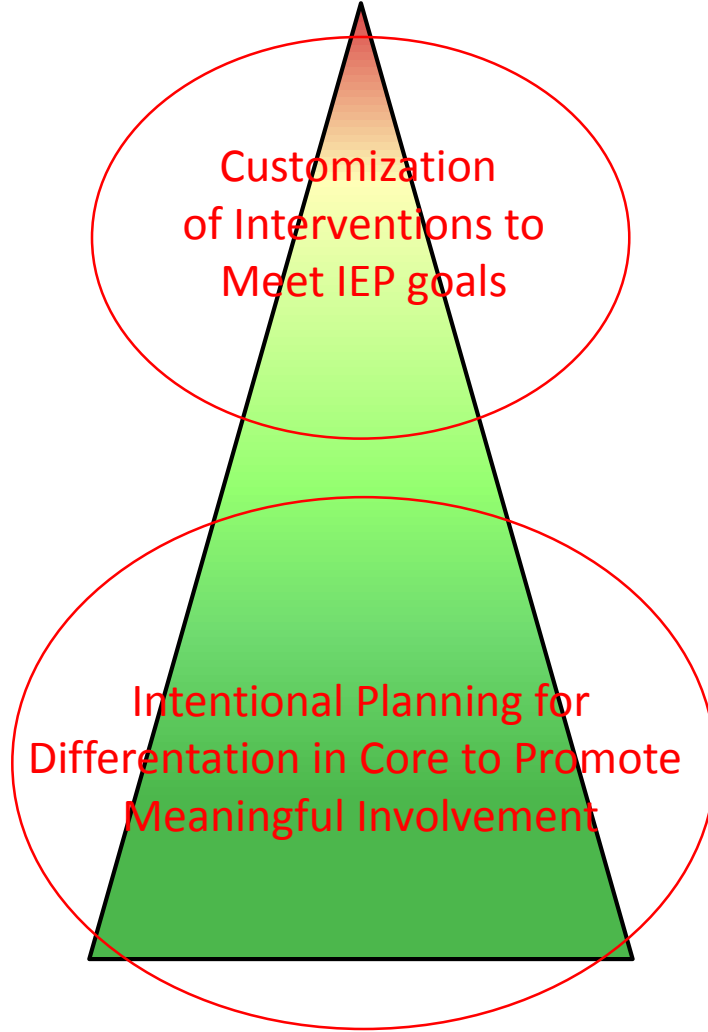 Customization
of Interventions to
Meet IEP goals
Intentional Planning for
Differentation in Core to Promote
Meaningful Involvement